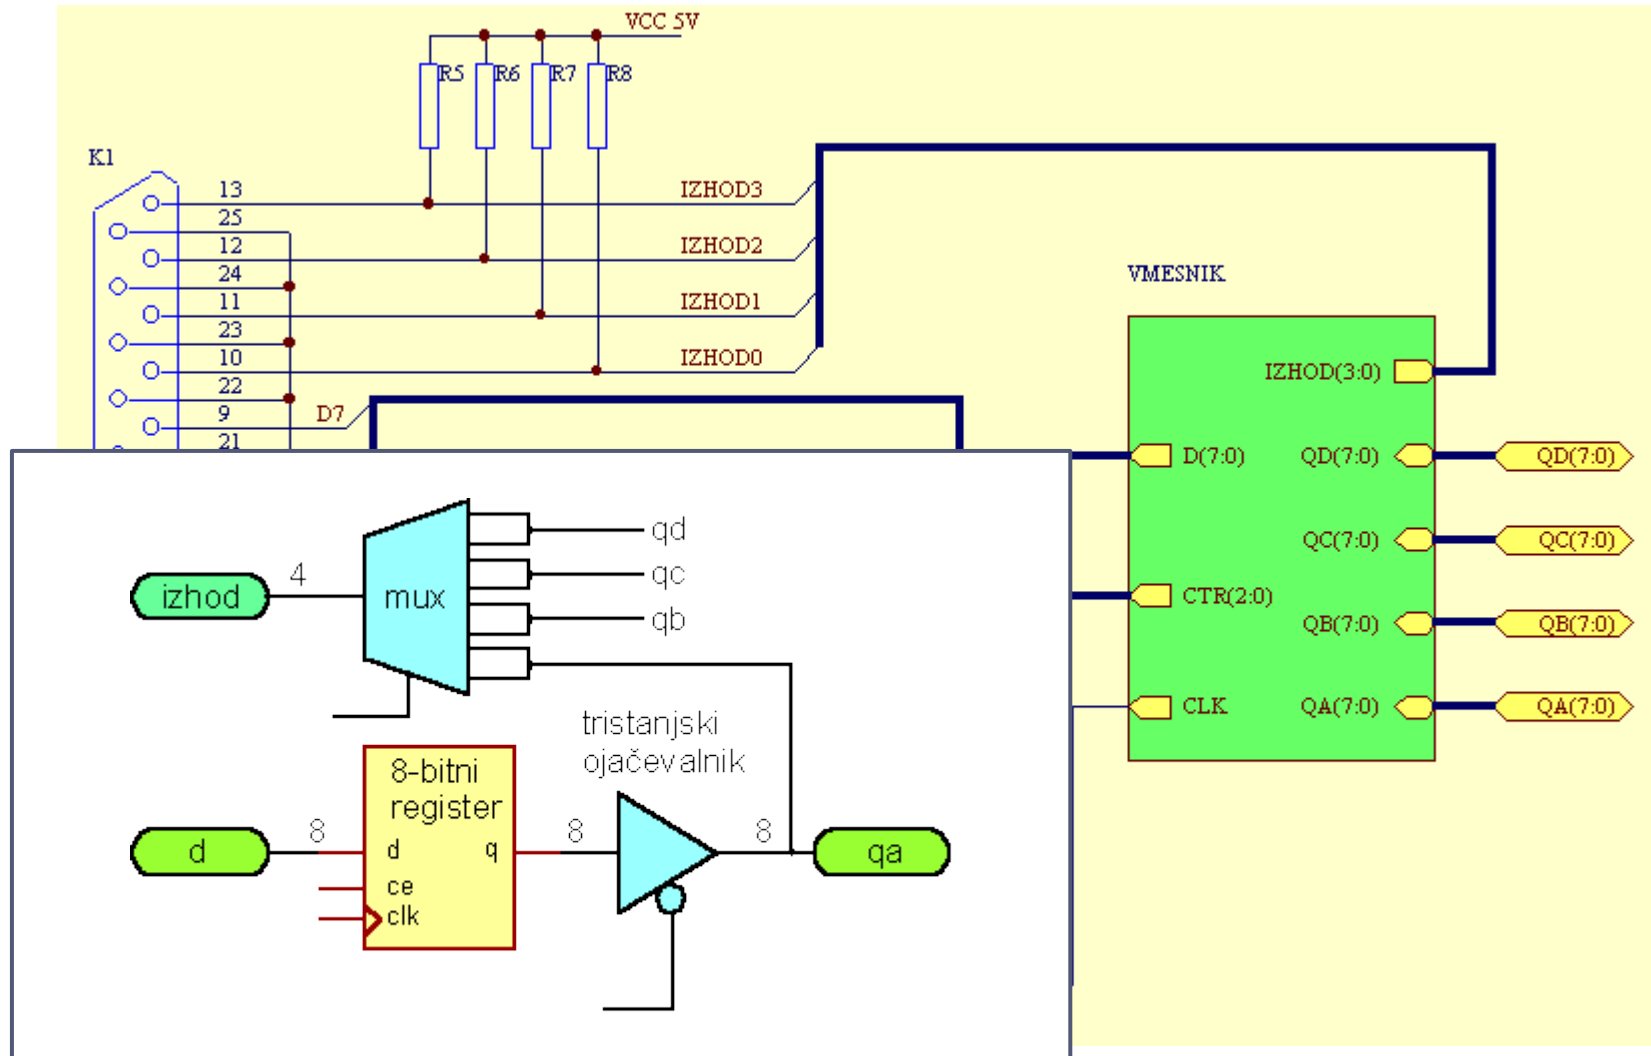 VCC 5V
R5 R6 R7 R8
K1
13 IZHOD3
25
12 IZHOD2
24
11 IZHOD1
23
10 IZHOD0
22
9 D7
21
VMESNIK
IZHOD(3:0)
D(7:0) QD(7:0) QD(7:0)
QC(7:0) QC(7:0)
CTR(2:0)
QB(7:0) QB(7:0)
CLK QA(7:0) QA(7:0)
qd
qc
qb
izhod 4 mux
tristanjski
ojačevalnik
8-bitni
register
d 8 d q 8 8 qa
ce
clk